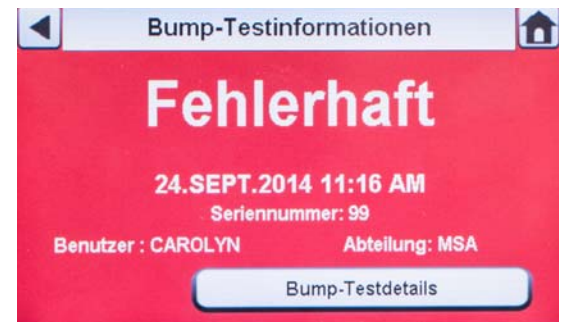 Bump-Testinformationen
Fehlerhaft
24.SEPT.2014 11:16 AM
Seriennummer: 99
Benutzer : CAROLYN Abteilung: MSA
Bump-Testdetails